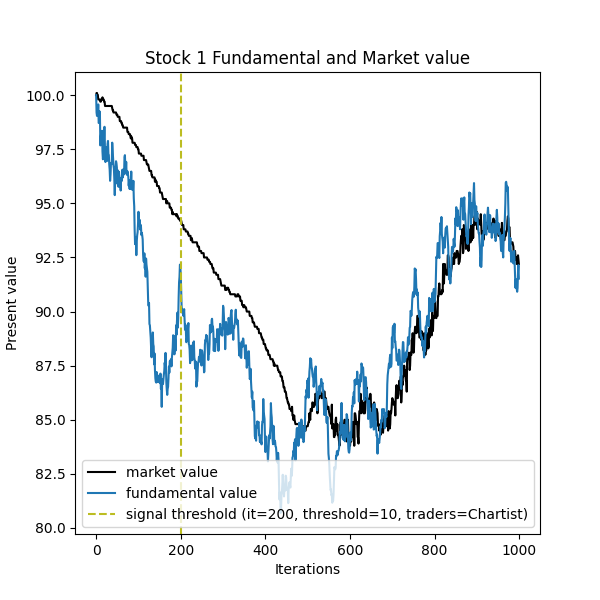 Stock 1 Fundamental and Market value
Present value
100.0
97.5
95.0
92.5
90.0
87.5
85.0
82.5
80.0
market value
fundamental value
signal threshold (it=200, threshold=10, traders=Chartist)
0 200 400 600 800 1000
Iterations